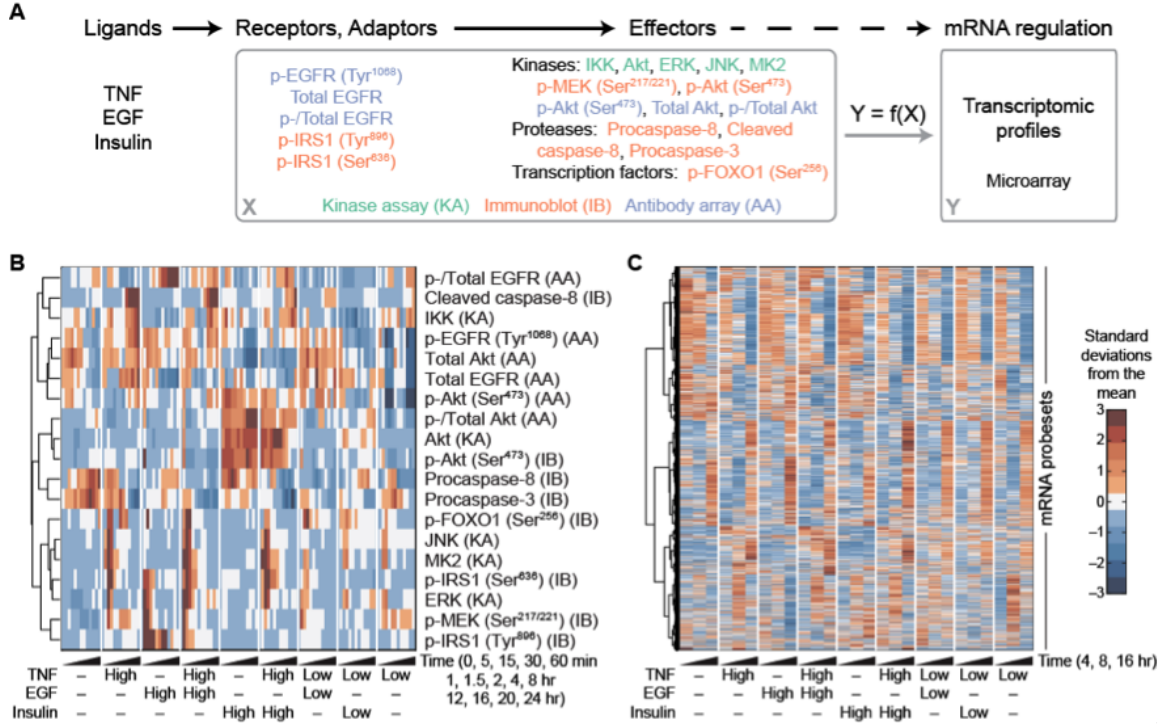 A
Ligands Receptors, Adaptors Effectors mRNA regulation
TNF
EGF
Insulin
p-EGFR (Tyr¹⁰⁶⁸)
Total EGFR
p-/Total EGFR
p-IRS1 (Tyr⁸⁹⁶)
p-IRS1 (Ser⁶³⁶)
Kinases: IKK, Akt, ERK, JNK, MK2
p-MEK (Ser²¹⁷/²²¹), p-Akt (Ser⁴⁷³)
p-Akt (Ser⁴⁷³), Total Akt, p-/Total Akt
Proteases: Procaspase-8, Cleaved
caspase-8, Procaspase-3
Transcription factors: p-FOXO1 (Ser²⁵⁶)
X Kinase assay (KA) Immunoblot (IB) Antibody array (AA)
Y = f(X)
Transcriptomic
profiles
Microarray
Y
B
p-/Total EGFR (AA)
Cleaved caspase-8 (IB)
IKK (KA)
p-EGFR (Tyr¹⁰⁶⁸) (AA)
Total Akt (AA)
Total EGFR (AA)
p-Akt (Ser⁴⁷³) (AA)
p-/Total Akt (AA)
Akt (KA)
p-Akt (Ser⁴⁷³) (IB)
Procaspase-8 (IB)
Procaspase-3 (IB)
p-FOXO1 (Ser²⁵⁶) (IB)
JNK (KA)
MK2 (KA)
p-IRS1 (Ser⁶³⁶) (IB)
ERK (KA)
p-MEK (Ser²¹⁷/²²¹) (IB)
p-IRS1 (Tyr⁸⁹⁶) (IB)
Time (0, 5, 15, 30, 60 min
1, 1.5, 2, 4, 8 hr
12, 16, 20, 24 hr)
TNF – High – High – High Low Low Low
EGF – – High High – – Low – –
Insulin – – – – High High – Low –
C
mRNA probesets
Standard
deviations
from the
mean
3
2
1
0
–1
–2
–3
Time (4, 8, 16 hr)
TNF – High – High – High Low Low Low
EGF – – High High – – Low – –
Insulin – – – – High High – Low –